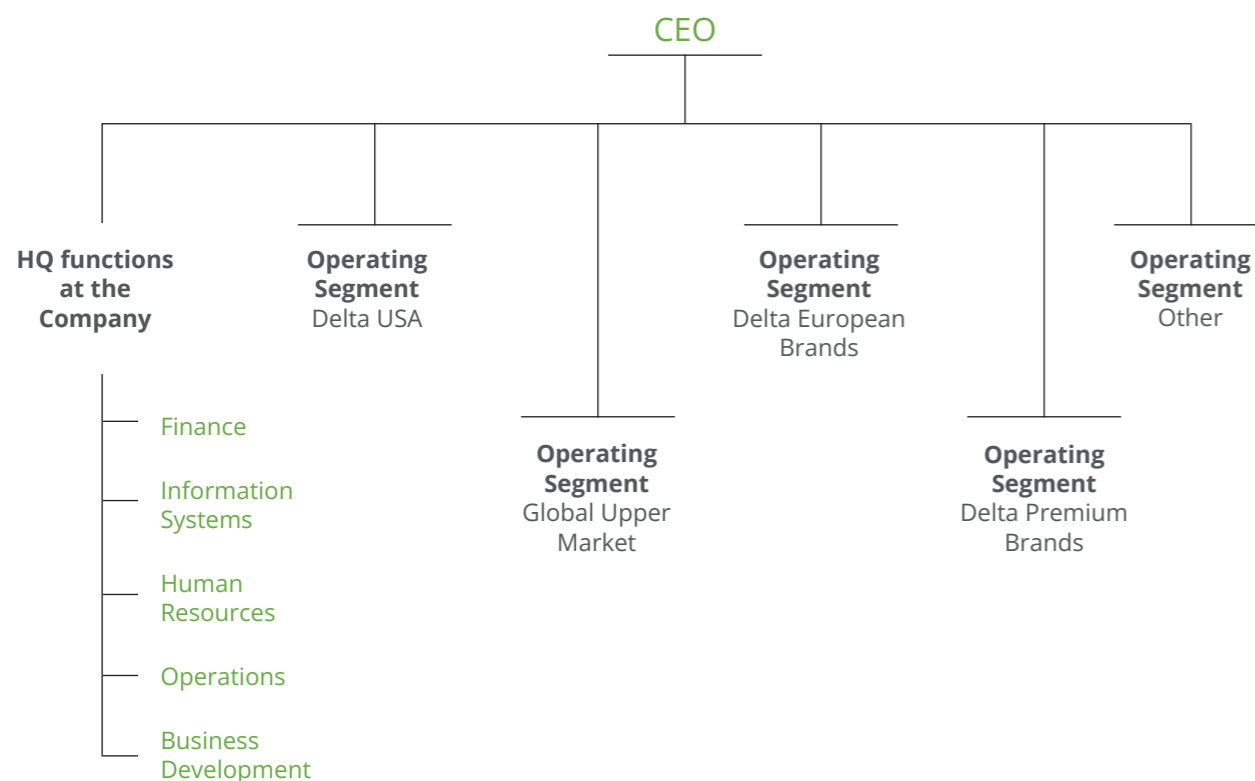 CEO
HQ functions
at the
Company
Operating
Segment
Delta USA
Operating
Segment
Global Upper
Market
Operating
Segment
Delta European
Brands
Operating
Segment
Delta Premium
Brands
Operating
Segment
Other
Finance
Information
Systems
Human
Resources
Operations
Business
Development